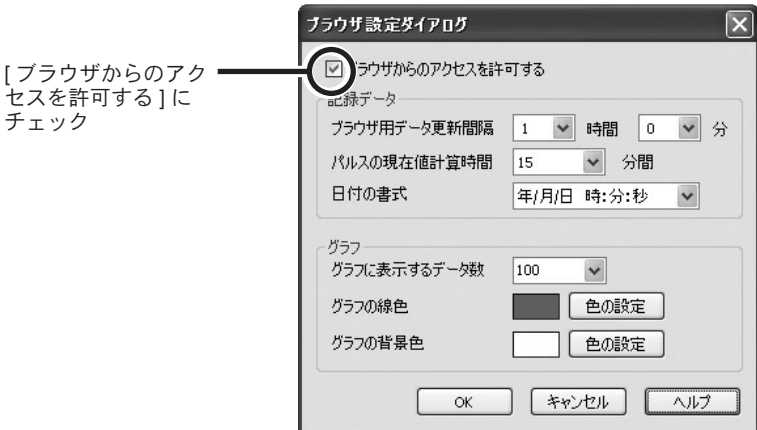 ブラウザ設定ダイアログ
[ ブラウザからのアク
セスを許可する ] に
チェック
ブラウザからのアクセスを許可する
記録データ
ブラウザ用データ更新間隔 1 時間 0 分
パルスの現在値計算時間 15 分間
日付の書式 年/月/日 時:分:秒
グラフ
グラフに表示するデータ数 100
グラフの線色 色の設定
グラフの背景色 色の設定
OK キャンセル ヘルプ